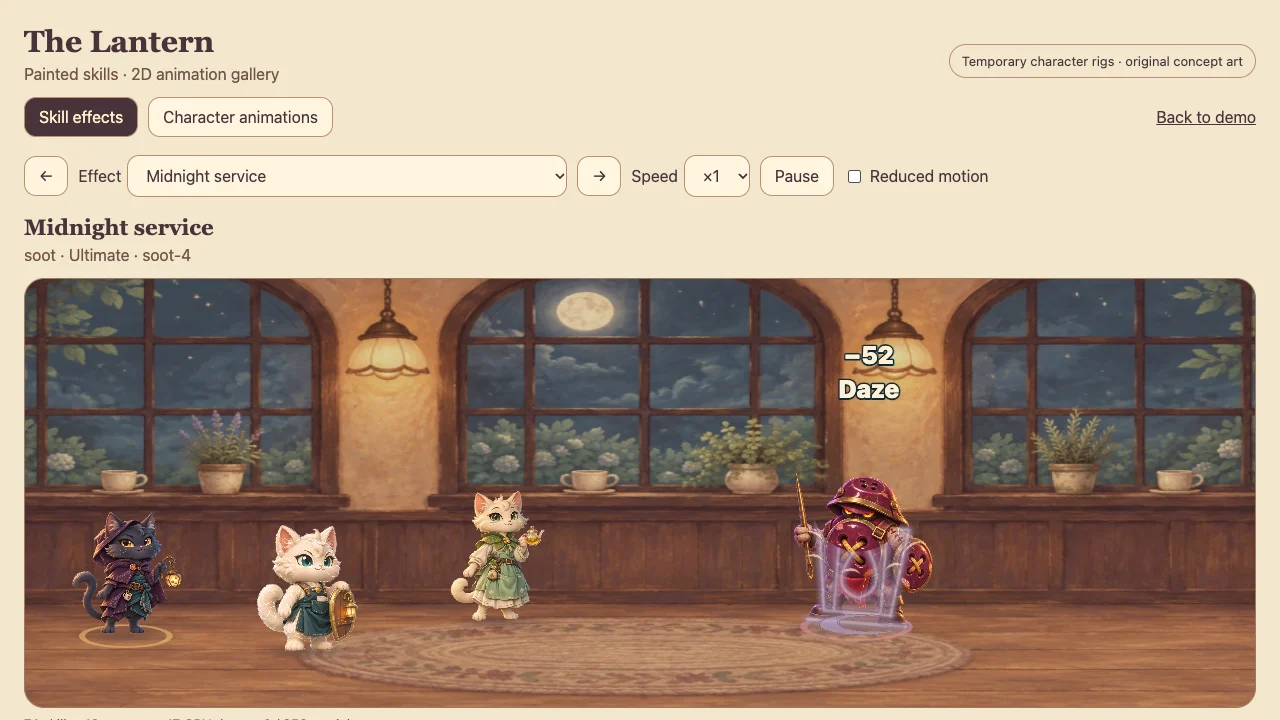 The Lantern
Painted skills · 2D animation gallery
Temporary character rigs · original concept art
Skill effects
Character animations
Back to demo
←
Effect
Midnight service
→
Speed
×1
Pause
Reduced motion
Midnight service
soot · Ultimate · soot-4
−52
Daze